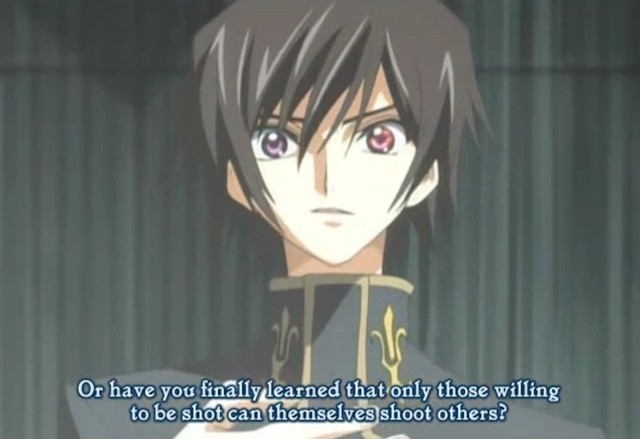 Or have you finally learned that only those willing
to be shot can themselves shoot others?